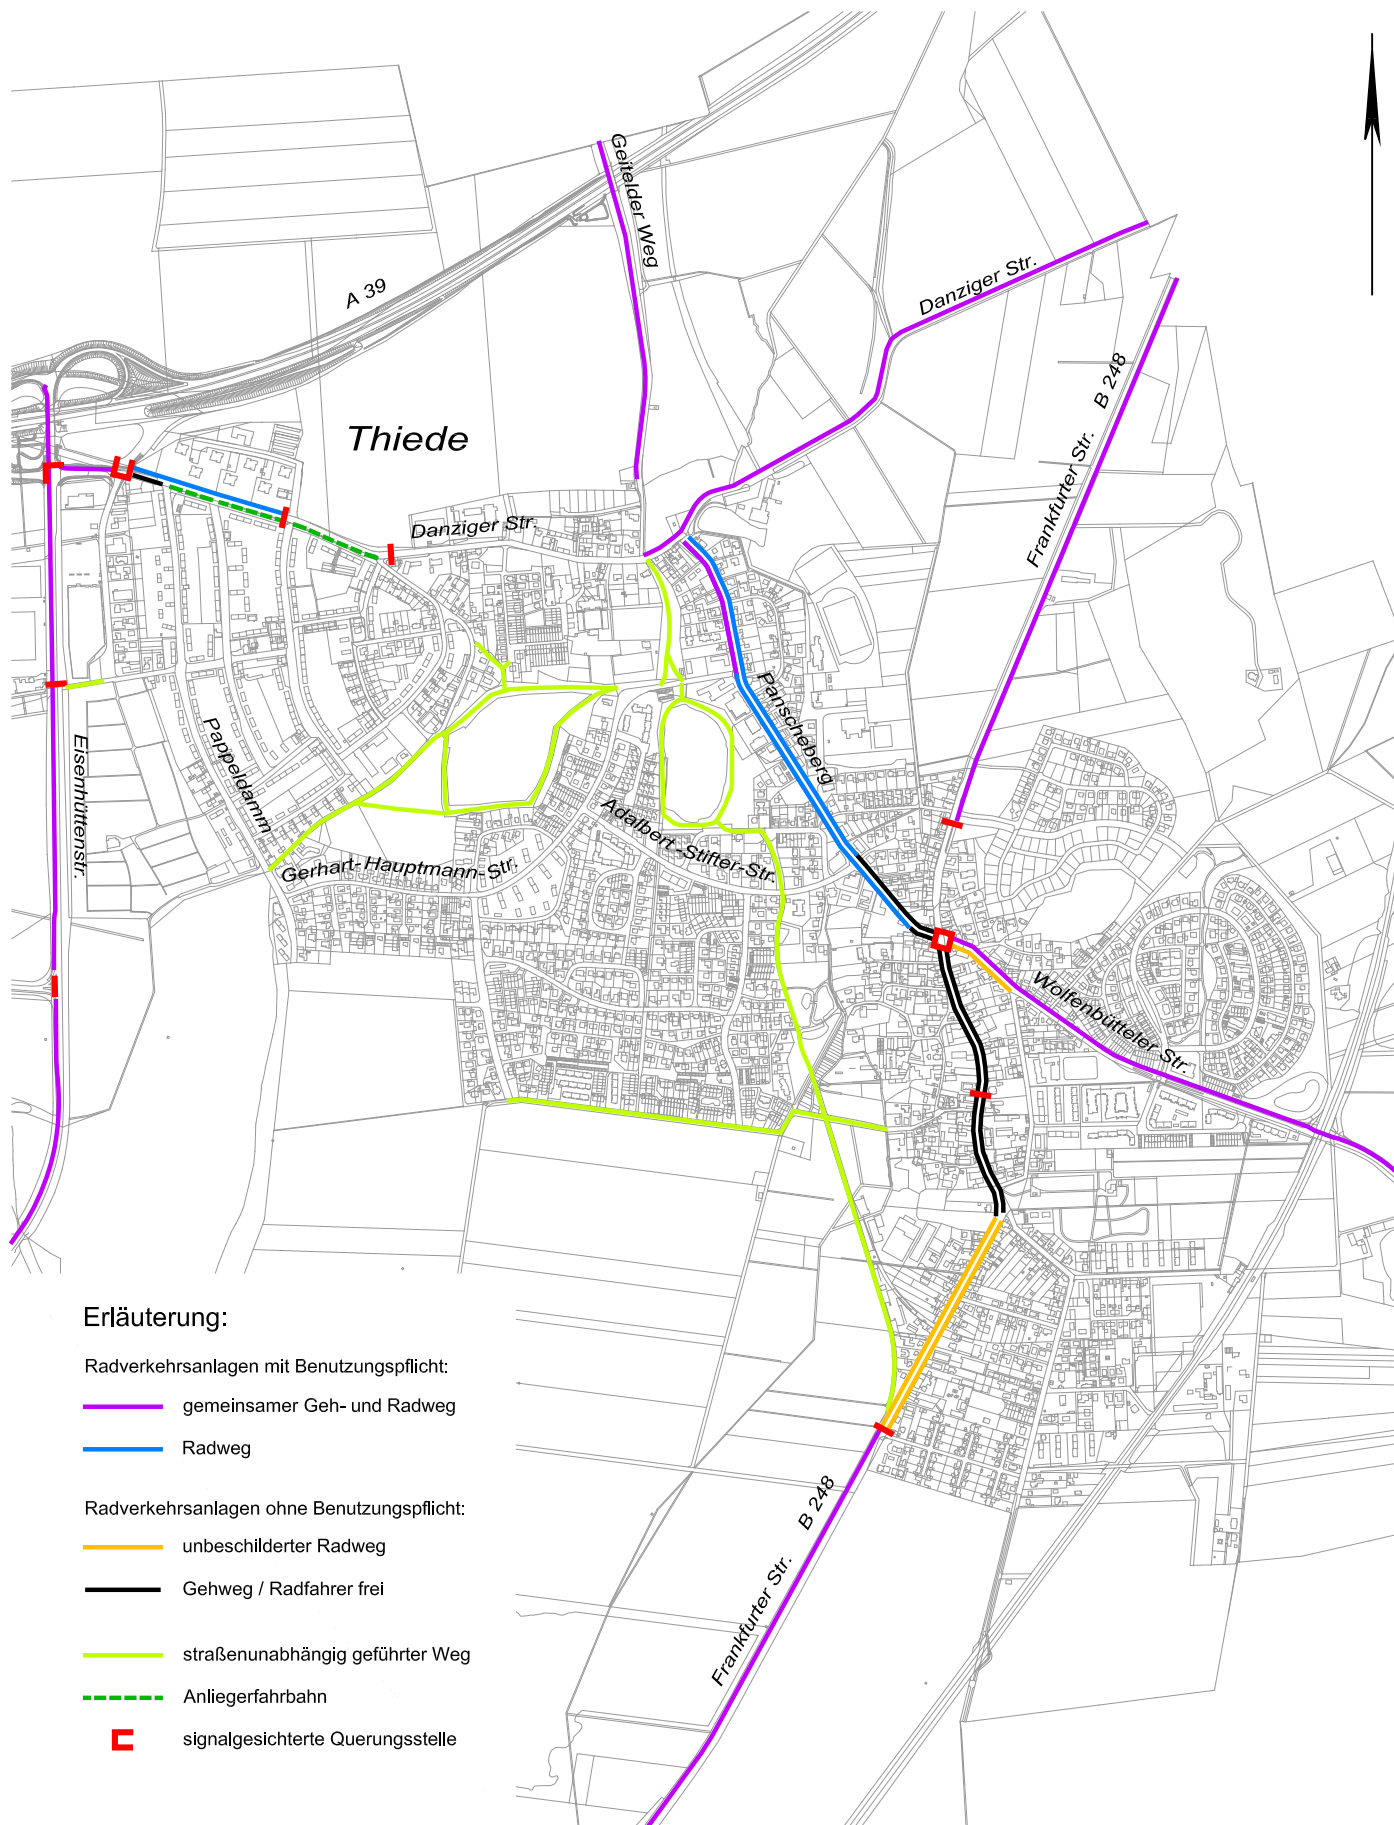 Geitelder Weg
Danziger Str.
A 39
B 248
Frankfurter Str.
Thiede
Danziger Str.
Panscheberg
Pappeldamm
Eisenhüttenstr.
Adalbert-Stifter-Str.
Gerhart-Hauptmann-Str.
Wolfenbütteler Str.
B 248
Frankfurter Str.
Erläuterung:
Radverkehrsanlagen mit Benutzungspflicht:
gemeinsamer Geh- und Radweg
Radweg
Radverkehrsanlagen ohne Benutzungspflicht:
unbeschilderter Radweg
Gehweg / Radfahrer frei
straßenunabhängig geführter Weg
Anliegerfahrbahn
signalgesichterte Querungsstelle